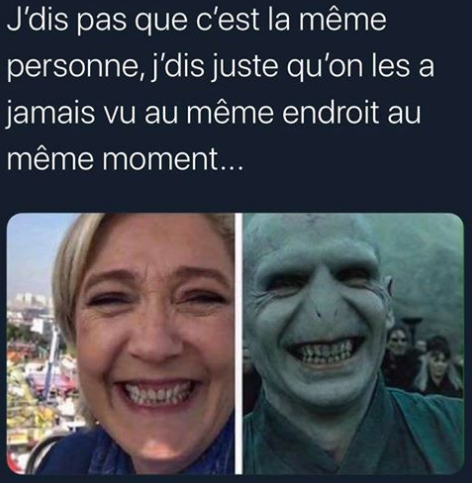 J'dis pas que c'est la même
personne, j'dis juste qu'on les a
jamais vu au même endroit au
même moment...